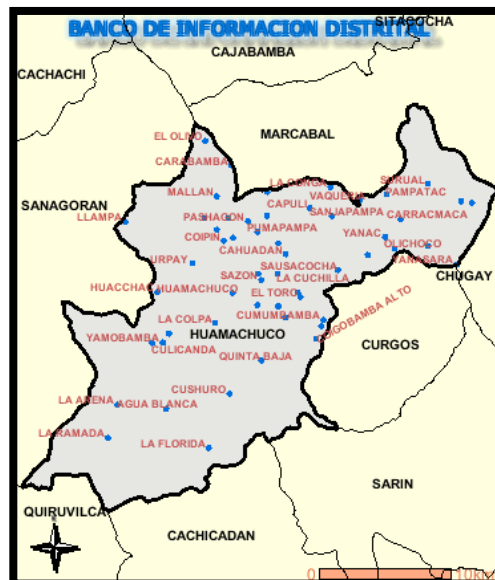 SITACOCHA
BANCO DE INFORMACION DISTRITAL
CAJABAMBA
CACHACHI
EL OLIVO
MARCABAL
CARABAMBA
LA CONGA
SURUAL
MALLAN
VAQUERIA
PAMPATAC
SANAGORAN
CAPULI
LLAMPA
PASHAGON
SANJAPAMPA
CARRACMACA
PUMAPAMPA
COIPIN
YANAC
CAHUADAN
OLICHOCO
URPAY
SAUSACOCHA
YANASARA
SAZON
LA CUCHILLA
CHUGAY
HUACCHAC
HUAMACHUCO
EL TORO
COIGOBAMBA ALTO
LA COLPA
CUMUMBAMBA
HUAMACHUCO
YAMOBAMBA
CURGOS
CULICANDA
QUINTA BAJA
CUSHURO
LA ARENA
AGUA BLANCA
LA RAMADA
LA FLORIDA
SARIN
QUIRUVILCA
CACHICADAN
0 10km